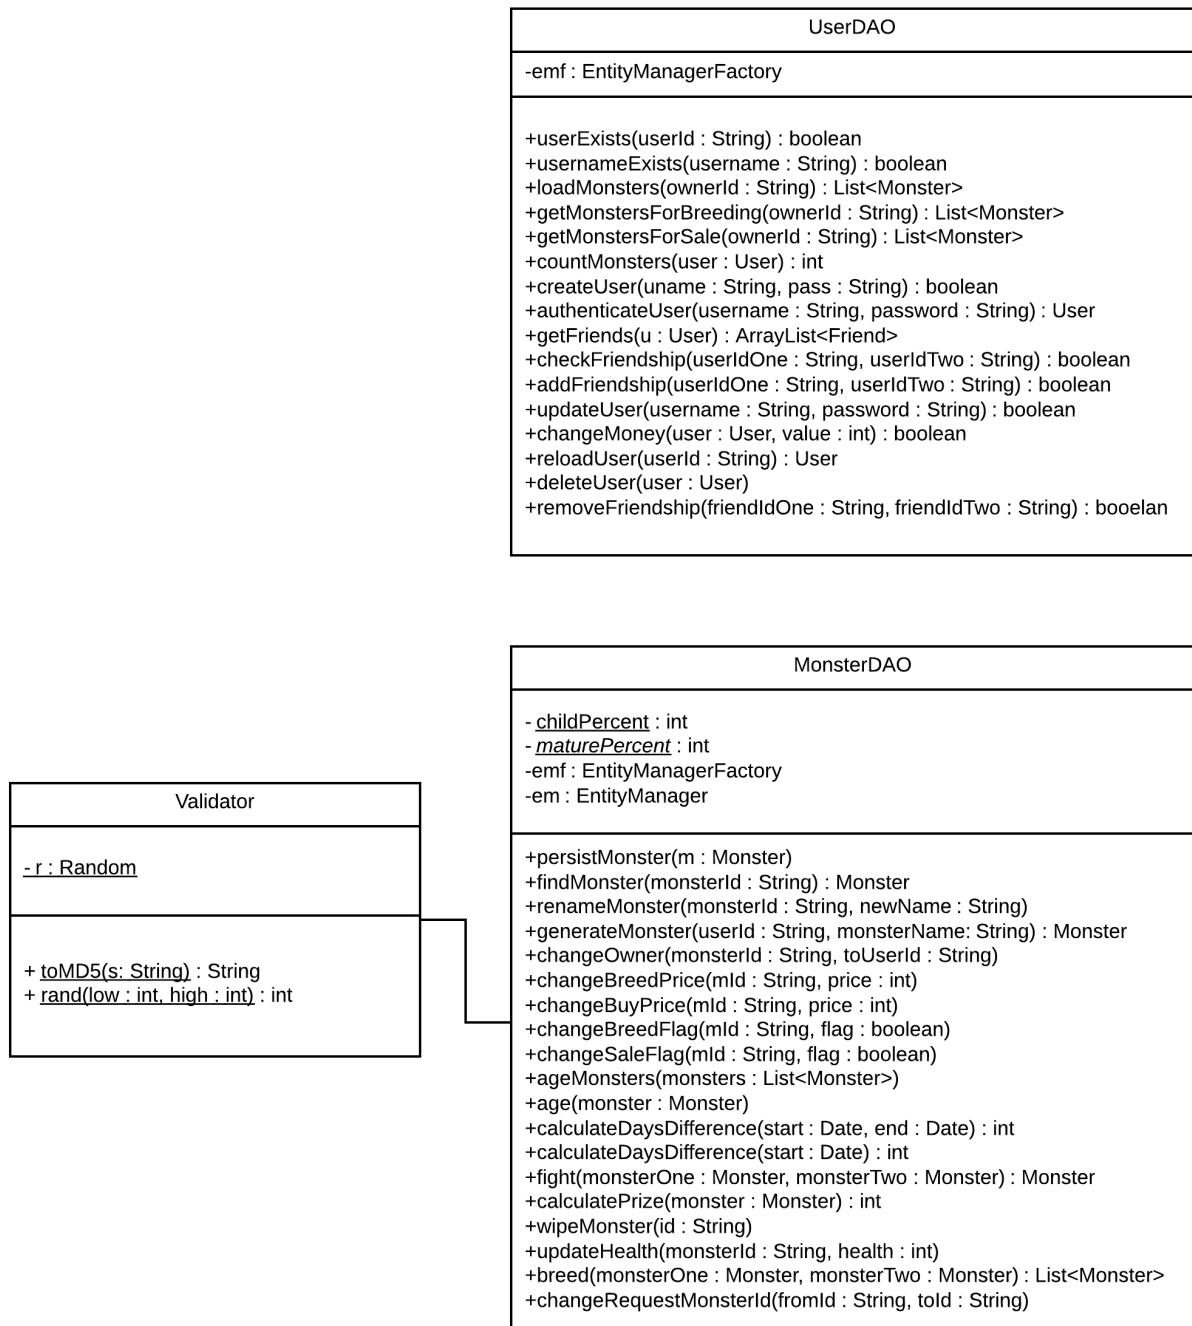 UserDAO
-emf : EntityManagerFactory
+userExists(userId : String) : boolean
+usernameExists(username : String) : boolean
+loadMonsters(ownerId : String) : List<Monster>
+getMonstersForBreeding(ownerId : String) : List<Monster>
+getMonstersForSale(ownerId : String) : List<Monster>
+countMonsters(user : User) : int
+createUser(uname : String, pass : String) : boolean
+authenticateUser(username : String, password : String) : User
+getFriends(u : User) : ArrayList<Friend>
+checkFriendship(userIdOne : String, userIdTwo : String) : boolean
+addFriendship(userIdOne : String, userIdTwo : String) : boolean
+updateUser(username : String, password : String) : boolean
+changeMoney(user : User, value : int) : boolean
+reloadUser(userId : String) : User
+deleteUser(user : User)
+removeFriendship(friendIdOne : String, friendIdTwo : String) : booelan
MonsterDAO
- childPercent : int
- maturePercent : int
-emf : EntityManagerFactory
-em : EntityManager
+persistMonster(m : Monster)
+findMonster(monsterId : String) : Monster
+renameMonster(monsterId : String, newName : String)
+generateMonster(userId : String, monsterName: String) : Monster
+changeOwner(monsterId : String, toUserId : String)
+changeBreedPrice(mId : String, price : int)
+changeBuyPrice(mId : String, price : int)
+changeBreedFlag(mId : String, flag : boolean)
+changeSaleFlag(mId : String, flag : boolean)
+ageMonsters(monsters : List<Monster>)
+age(monster : Monster)
+calculateDaysDifference(start : Date, end : Date) : int
+calculateDaysDifference(start : Date) : int
+fight(monsterOne : Monster, monsterTwo : Monster) : Monster
+calculatePrize(monster : Monster) : int
+wipeMonster(id : String)
+updateHealth(monsterId : String, health : int)
+breed(monsterOne : Monster, monsterTwo : Monster) : List<Monster>
+changeRequestMonsterId(fromId : String, toId : String)
Validator
- r : Random
+ toMD5(s: String) : String
+ rand(low : int, high : int) : int